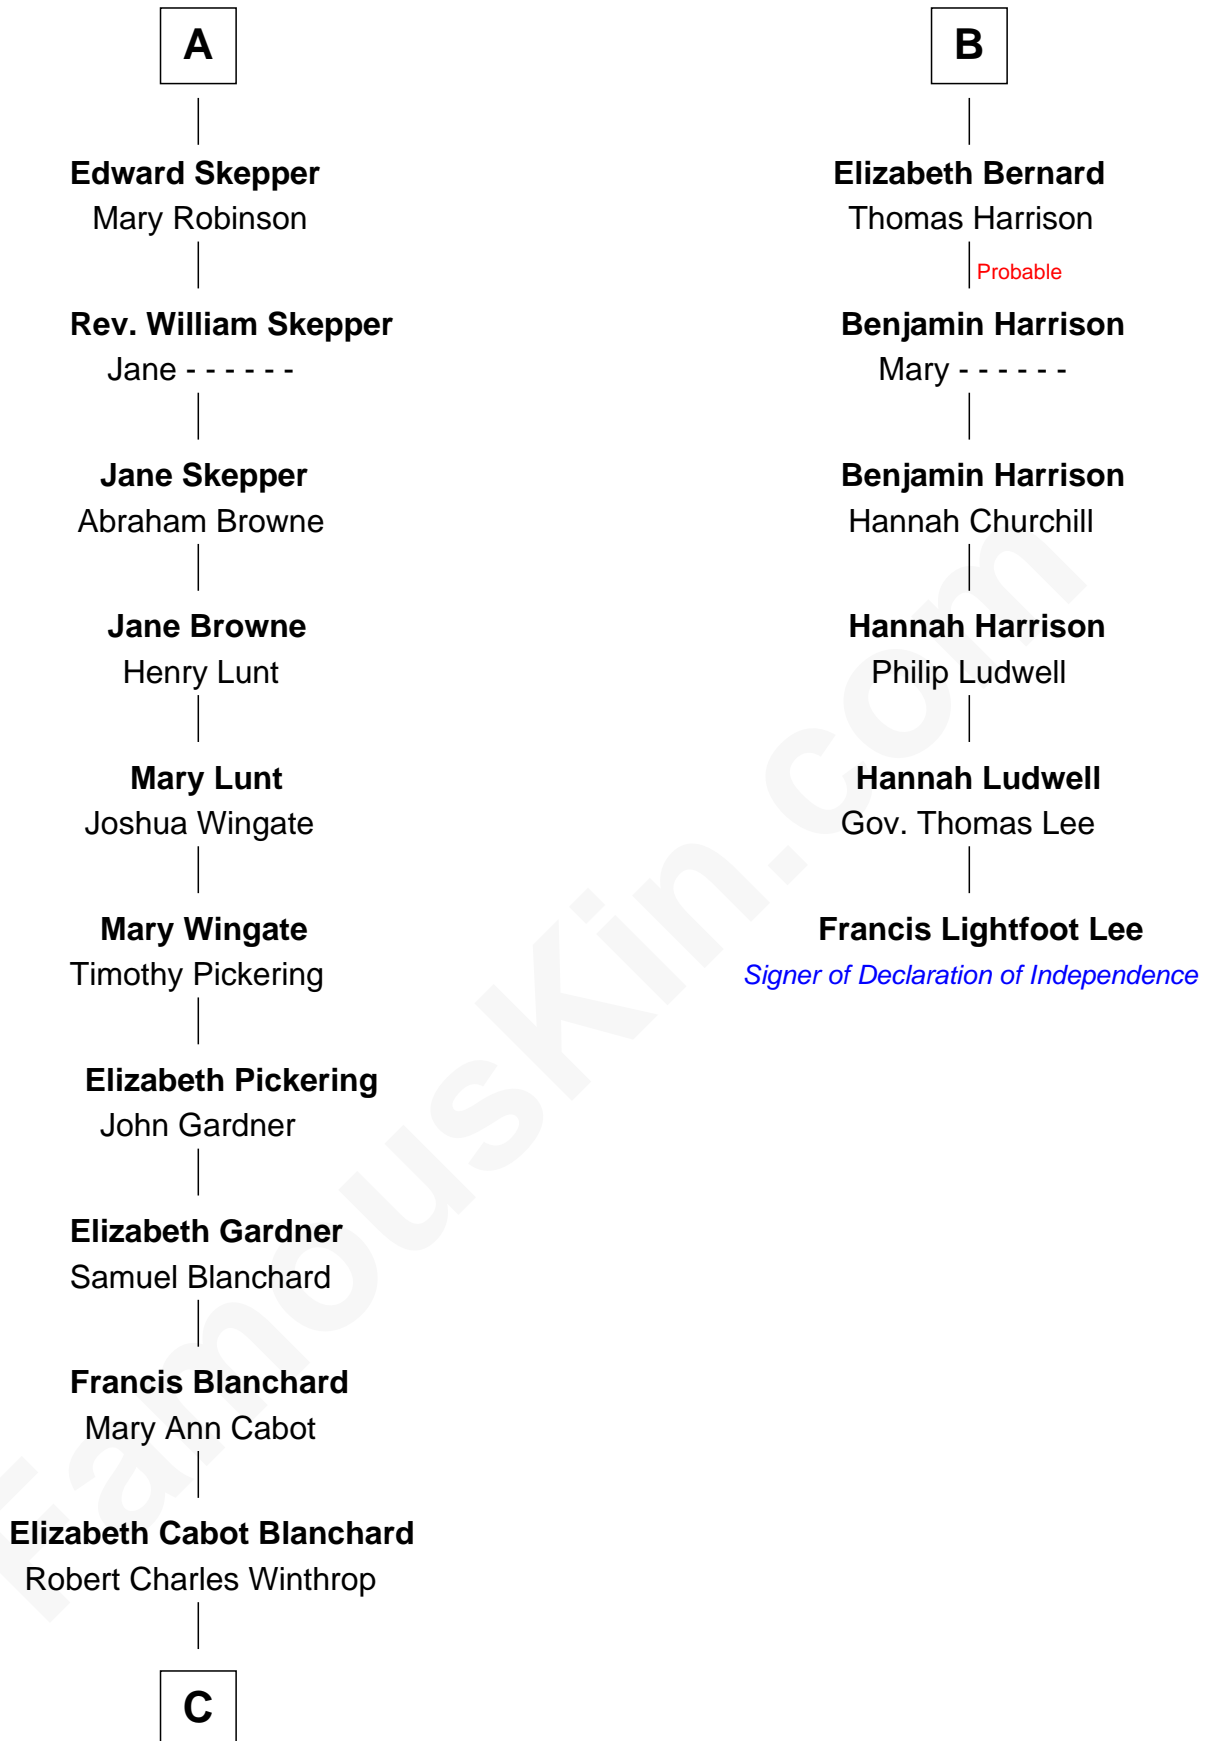 A
Edward Skepper
Mary Robinson
Rev. William Skepper
Jane - - - - - -
Jane Skepper
Abraham Browne
Jane Browne
Henry Lunt
Mary Lunt
Joshua Wingate
Mary Wingate
Timothy Pickering
Elizabeth Pickering
John Gardner
Elizabeth Gardner
Samuel Blanchard
Francis Blanchard
Mary Ann Cabot
Elizabeth Cabot Blanchard
Robert Charles Winthrop
C
B
Elizabeth Bernard
Thomas Harrison
Probable
Benjamin Harrison
Mary - - - - - -
Benjamin Harrison
Hannah Churchill
Hannah Harrison
Philip Ludwell
Hannah Ludwell
Gov. Thomas Lee
Francis Lightfoot Lee
Signer of Declaration of Independence
FamousKin.com